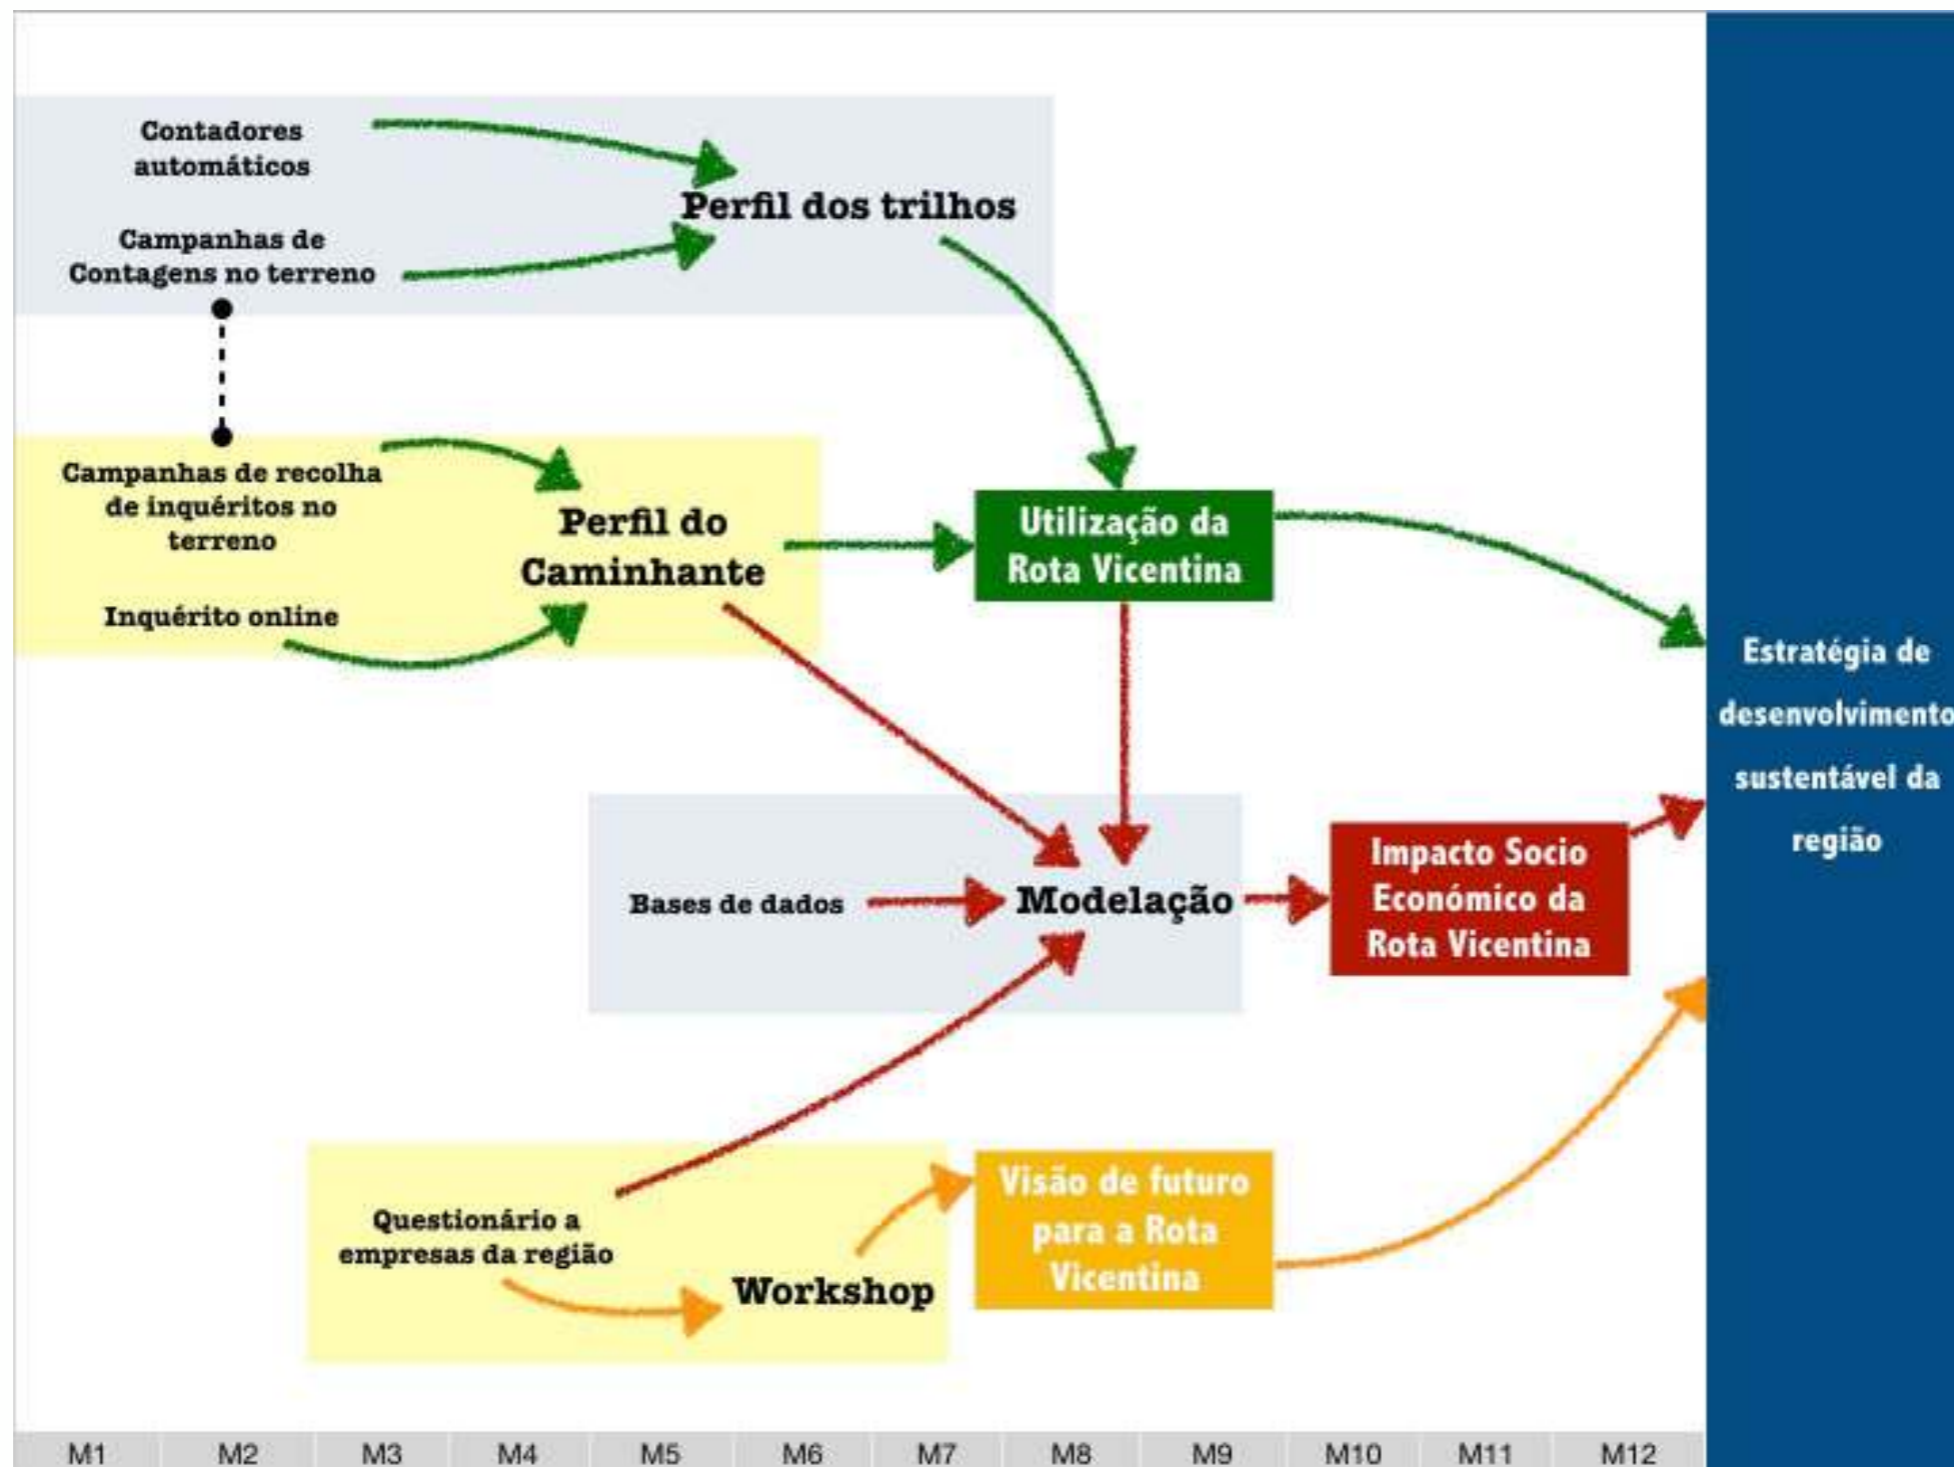 Contadores
automáticos
Perfil dos trilhos
Campanhas de
Contagens no terreno
Campanhas de recolha
de inquéritos no
terreno
Perfil do
Caminhante
Inquérito online
Utilização da
Rota Vicentina
Bases de dados
Modelação
Impacto Socio
Económico da
Rota Vicentina
Questionário a
empresas da região
Workshop
Visão de futuro
para a Rota
Vicentina
Estratégia de
desenvolvimento
sustentável da
região
M1 M2 M3 M4 M5 M6 M7 M8 M9 M10 M11 M12